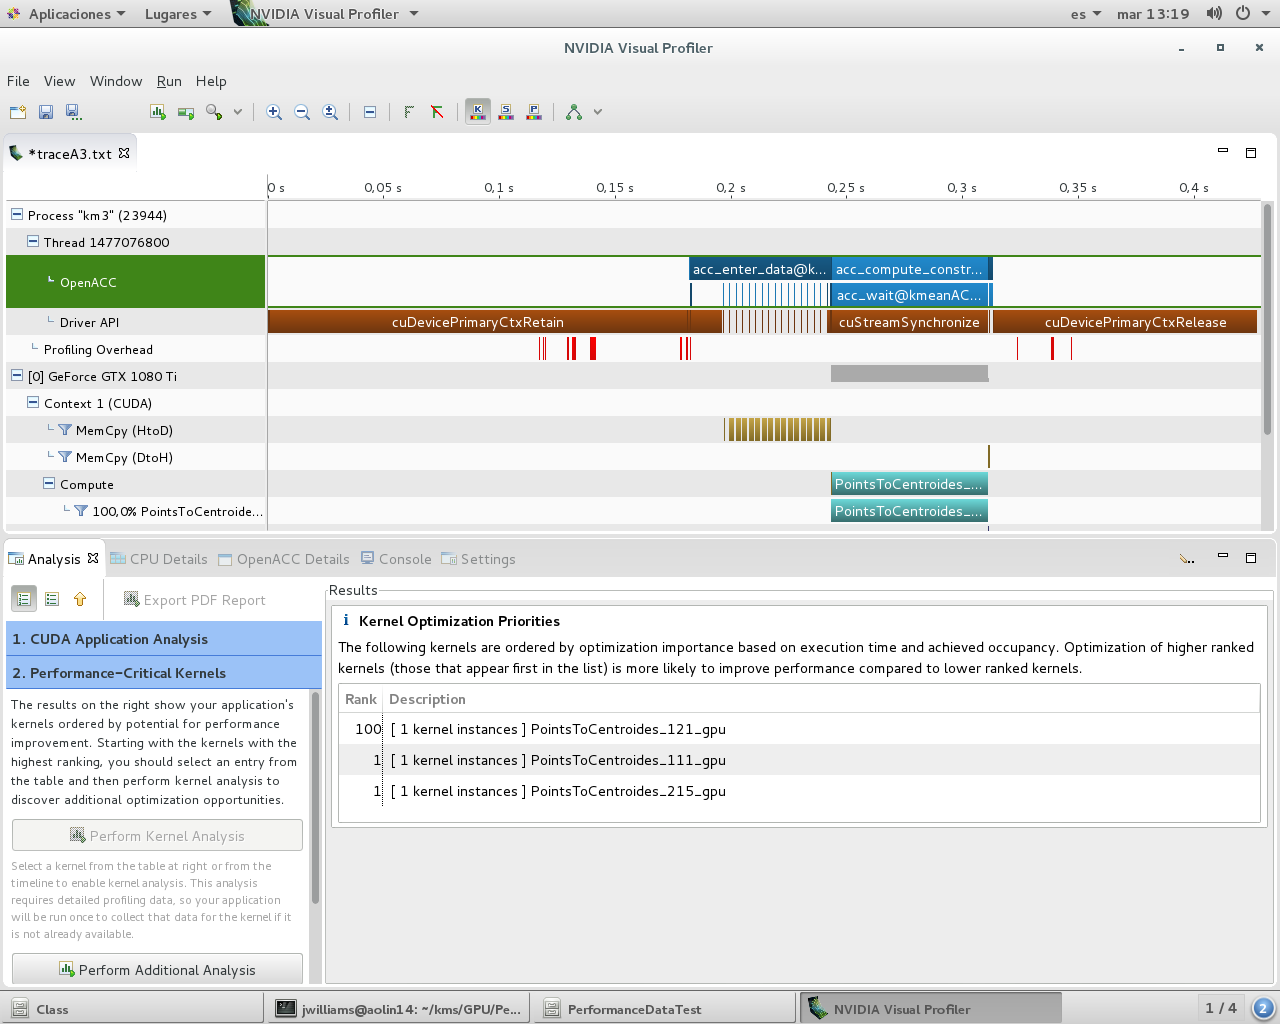 Aplicaciones Lugares NVIDIA Visual Profiler es mar 13:19
NVIDIA Visual Profiler
File View Window Run Help
K S P
*traceA3.txt
0 s 0,05 s 0,1 s 0,15 s 0,2 s 0,25 s 0,3 s 0,35 s 0,4 s
Process "km3" (23944)
Thread 1477076800
OpenACC
acc_enter_data@k... acc_compute_constr...
acc_wait@kmeanAC...
Driver API cuDevicePrimaryCtxRetain cuStreamSynchronize cuDevicePrimaryCtxRelease
Profiling Overhead
[0] GeForce GTX 1080 Ti
Context 1 (CUDA)
MemCpy (HtoD)
MemCpy (DtoH)
Compute PointsToCentroides_...
100,0% PointsToCentroide... PointsToCentroides_...
Analysis CPU Details OpenACC Details Console Settings
Export PDF Report
1. CUDA Application Analysis
2. Performance-Critical Kernels
The results on the right show your application's
kernels ordered by potential for performance
improvement. Starting with the kernels with the
highest ranking, you should select an entry from
the table and then perform kernel analysis to
discover additional optimization opportunities.
Perform Kernel Analysis
Select a kernel from the table at right or from the
timeline to enable kernel analysis. This analysis
requires detailed profiling data, so your application
will be run once to collect that data for the kernel if it
is not already available.
Perform Additional Analysis
Results
i Kernel Optimization Priorities
The following kernels are ordered by optimization importance based on execution time and achieved occupancy. Optimization of higher ranked
kernels (those that appear first in the list) is more likely to improve performance compared to lower ranked kernels.
Rank Description
100 [ 1 kernel instances ] PointsToCentroides_121_gpu
1 [ 1 kernel instances ] PointsToCentroides_111_gpu
1 [ 1 kernel instances ] PointsToCentroides_215_gpu
Class jwilliams@aolin14: ~/kms/GPU/Pe... PerformanceDataTest NVIDIA Visual Profiler 1 / 4 2